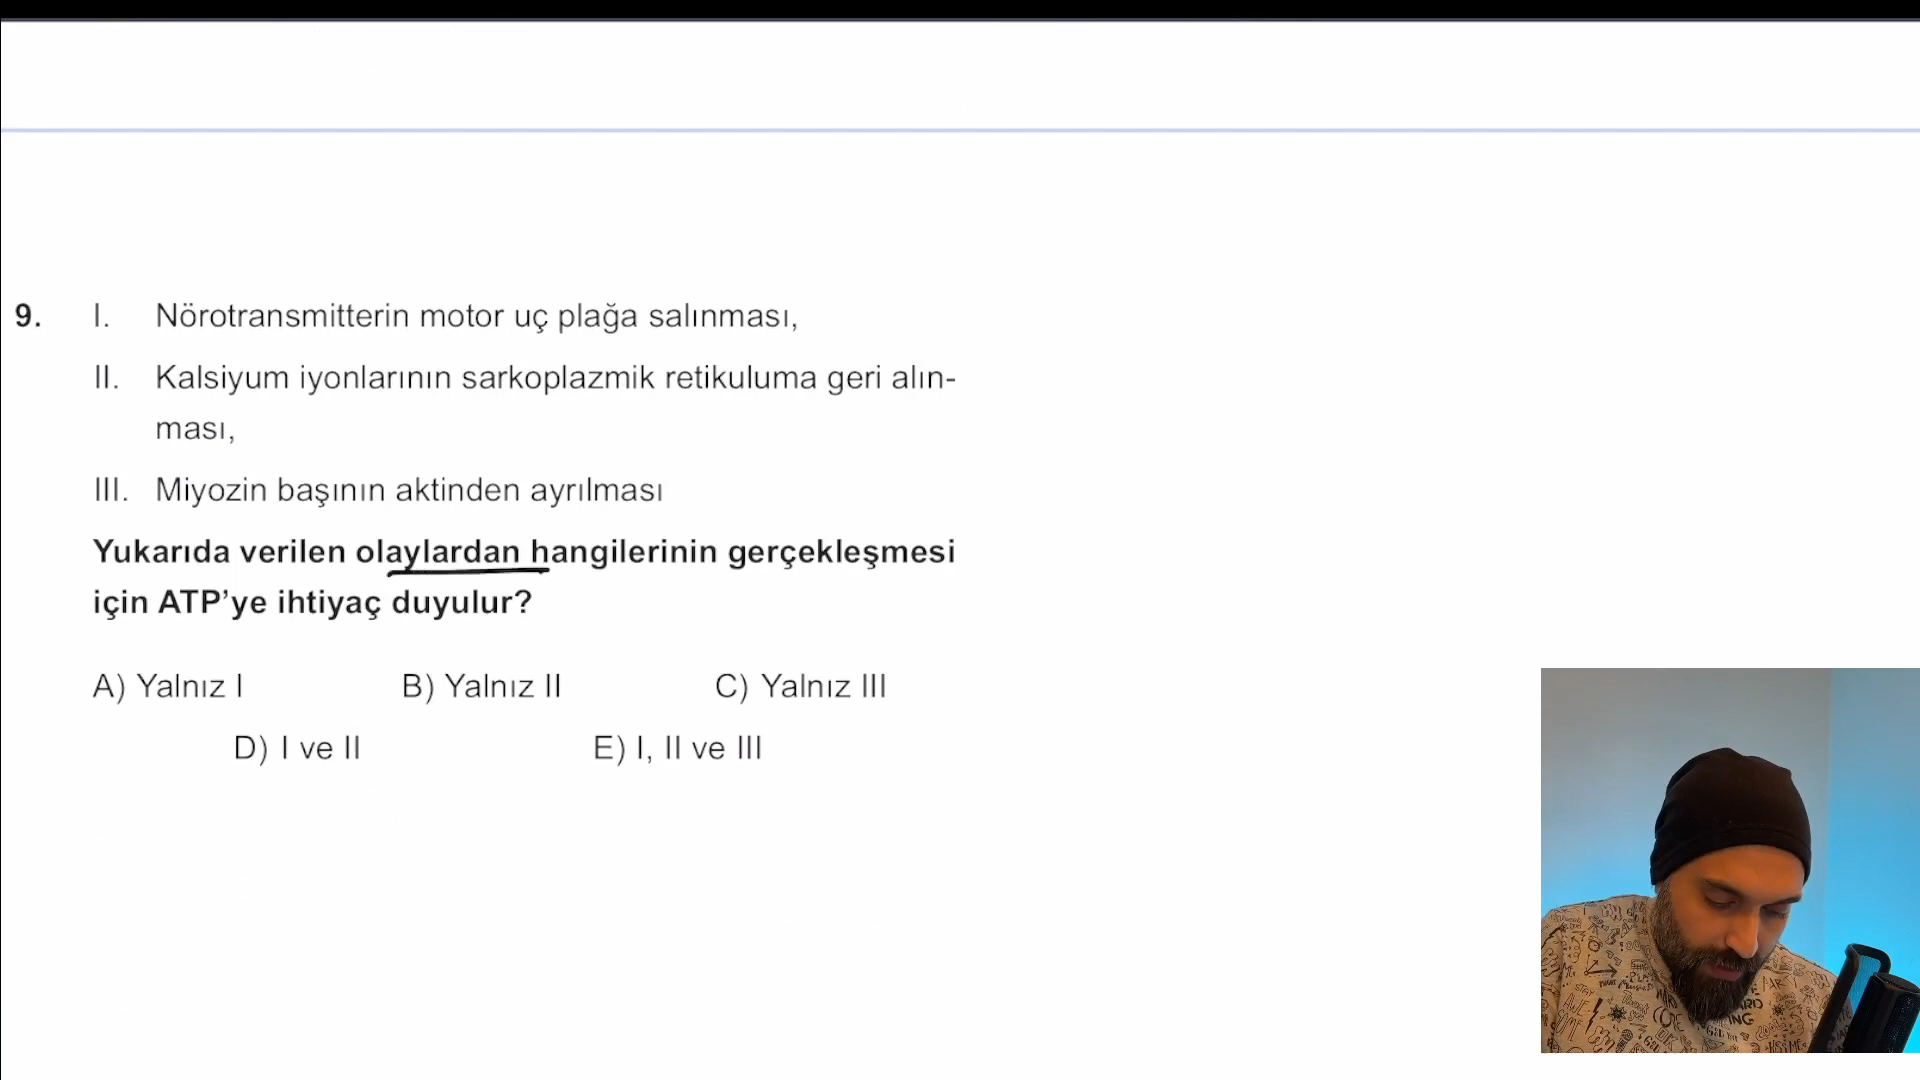 9. I. Nörotransmitterin motor uç plağa salınması,
II. Kalsiyum iyonlarının sarkoplazmik retikuluma geri alın-
ması,
III. Miyozin başının aktinden ayrılması
Yukarıda verilen olaylardan hangilerinin gerçekleşmesi
için ATP’ye ihtiyaç duyulur?
A) Yalnız I B) Yalnız II C) Yalnız III
D) I ve II E) I, II ve III